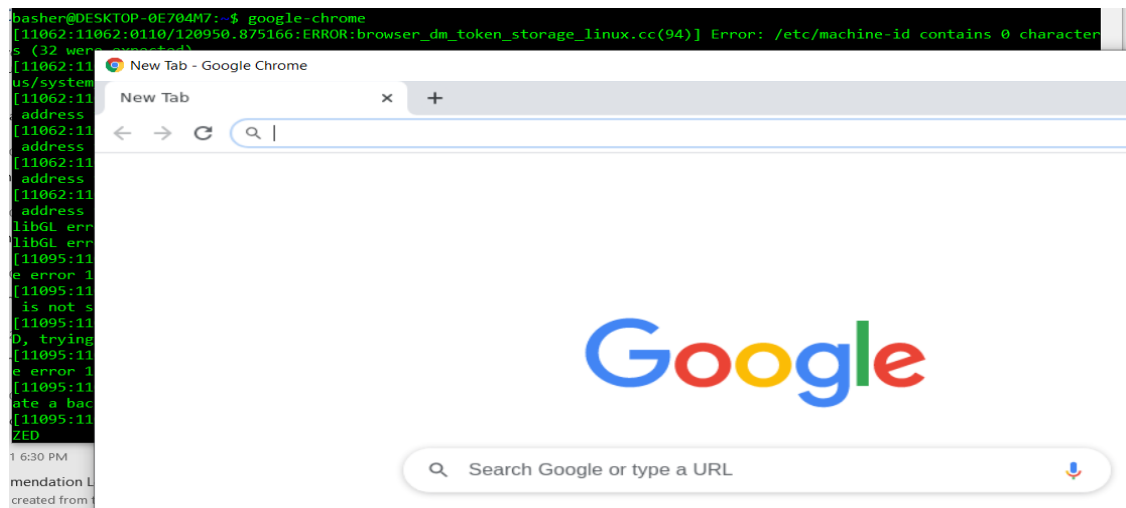 basher@DESKTOP-0E704M7:~$ google-chrome
[11062:11062:0110/120950.875166:ERROR:browser_dm_token_storage_linux.cc(94)] Error: /etc/machine-id contains 0 character
s (32 were expected)
[11062:11
us/system
[11062:11
address
[11062:11
address
[11062:11
address
[11062:11
address
libGL err
libGL err
[11095:11
e error 1
[11095:11
is not s
[11095:11
D, trying
[11095:11
e error 1
[11095:11
ate a bac
[11095:11
ZED
1 6:30 PM
mendation L
created from t
New Tab - Google Chrome
New Tab
Google
Search Google or type a URL